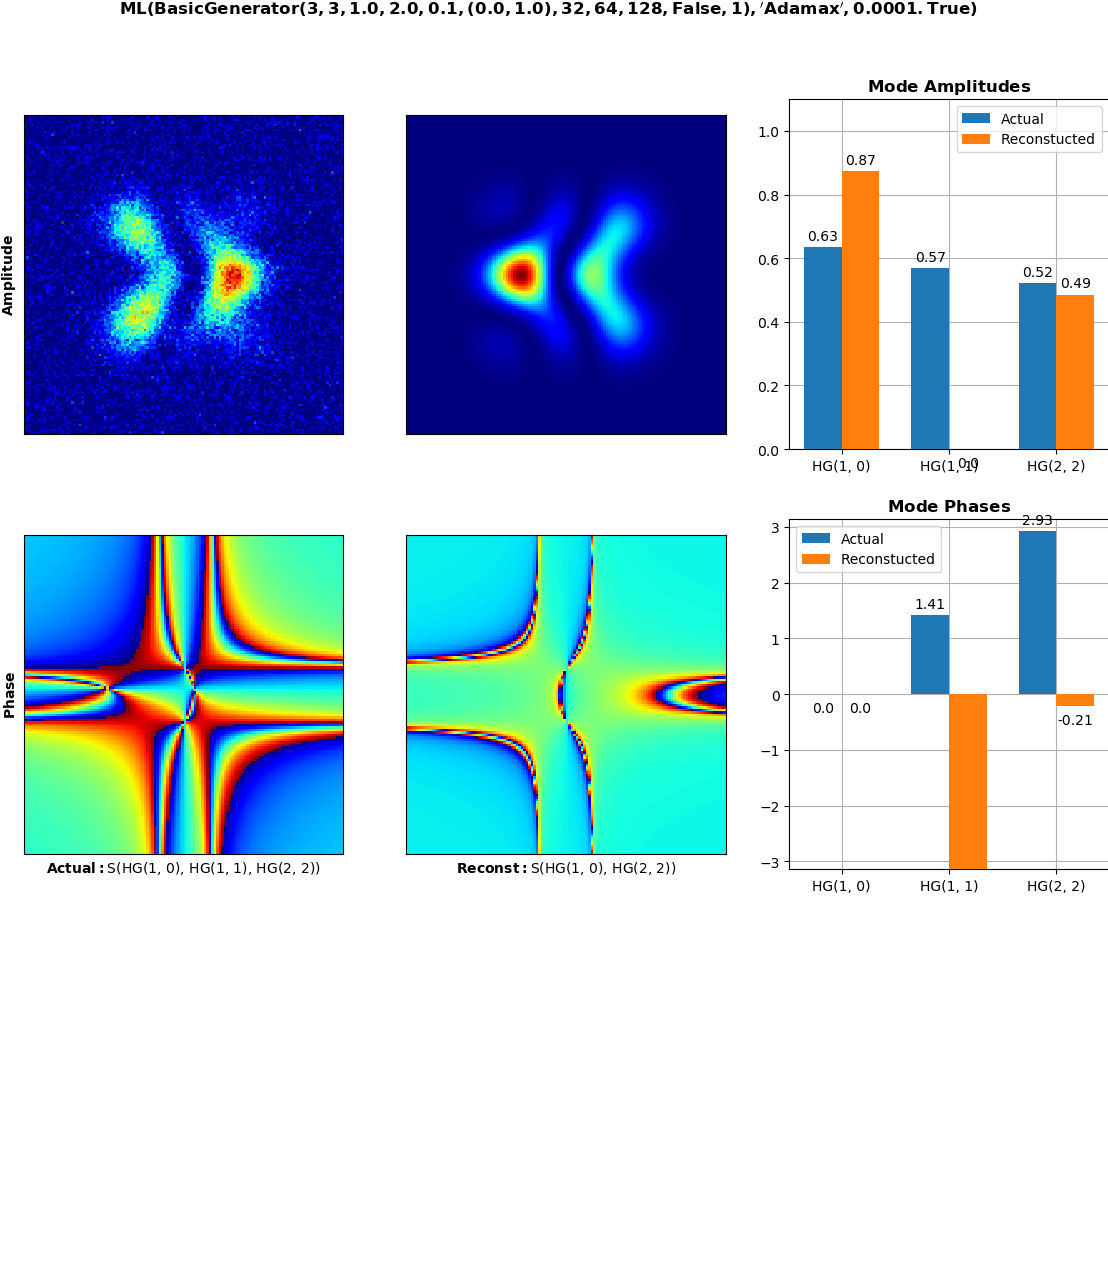 ML(BasicGenerator(3, 3, 1.0, 2.0, 0.1, (0.0, 1.0), 32, 64, 128, False, 1), ′Adamax′, 0.0001. True)
Amplitude
Mode Amplitudes
Actual
Reconstucted
1.0
0.8
0.6
0.4
0.2
0.0
0.63
0.87
0.57
0.0
0.52
0.49
HG(1, 0)
HG(1, 1)
HG(2, 2)
Phase
Actual: S(HG(1, 0), HG(1, 1), HG(2, 2))
Reconst: S(HG(1, 0), HG(2, 2))
Mode Phases
Actual
Reconstucted
3
2
1
0
−1
−2
−3
0.0
0.0
1.41
2.93
-0.21
HG(1, 0)
HG(1, 1)
HG(2, 2)